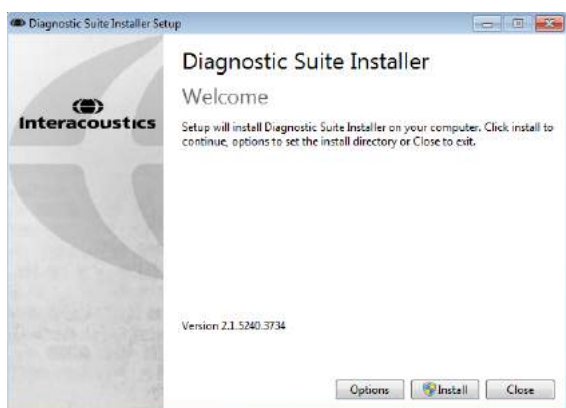 Diagnostic Suite Installer Setup
Diagnostic Suite Installer
Welcome
Interacoustics
Setup will install Diagnostic Suite Installer on your computer. Click install to
continue, options to set the install directory or Close to exit.
Version 2.1.5240.3734
Options Install Close